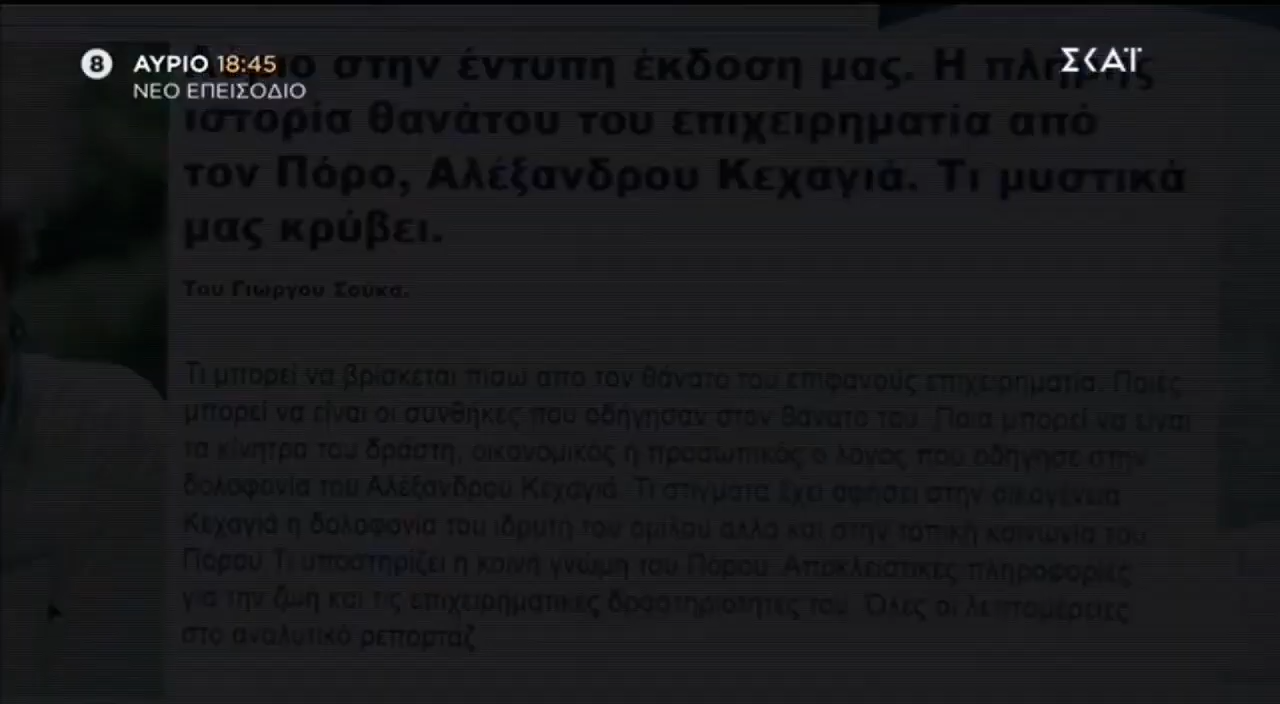 8 ΑΥΡΙΟ 18:45
ΝΕΟ ΕΠΕΙΣΟΔΙΟ
ΣΚΑΪ
στην έντυπη έκδοση μας. Η πλήρης
ιστορία θανάτου του επιχειρηματία από
τον Πόρο, Αλέξανδρου Κεχαγιά. Τι μυστικά
μας κρύβει.
Του Γιωργου Σουκα.
Τι μπορεί να βρίσκεται πίσω από τον θάνατο του επιφανούς επιχειρηματία. Ποιές
μπορεί να είναι οι συνθήκες που οδήγησαν στον θάνατο του. Ποια μπορεί να είναι
τα κίνητρα του δράστη, οικονομικός ή προσωπικός ο λόγος που οδήγησε στην
δολοφονία του Αλέξανδρου Κεχαγιά. Τι στίγματα έχει αφήσει στην οικογένεια
Κεχαγιά η δολοφονία του ιδρυτή του ομίλου αλλά και στην τοπική κοινωνία του
Πόρου. Τι υποστηρίζει η κοινή γνώμη του Πόρου. Αποκλειστικές πληροφορίες
για την ζωή και τις επιχειρηματικές δραστηριότητες του. Όλες οι λεπτομέρειες
στο αναλυτικό ρεπορτάζ